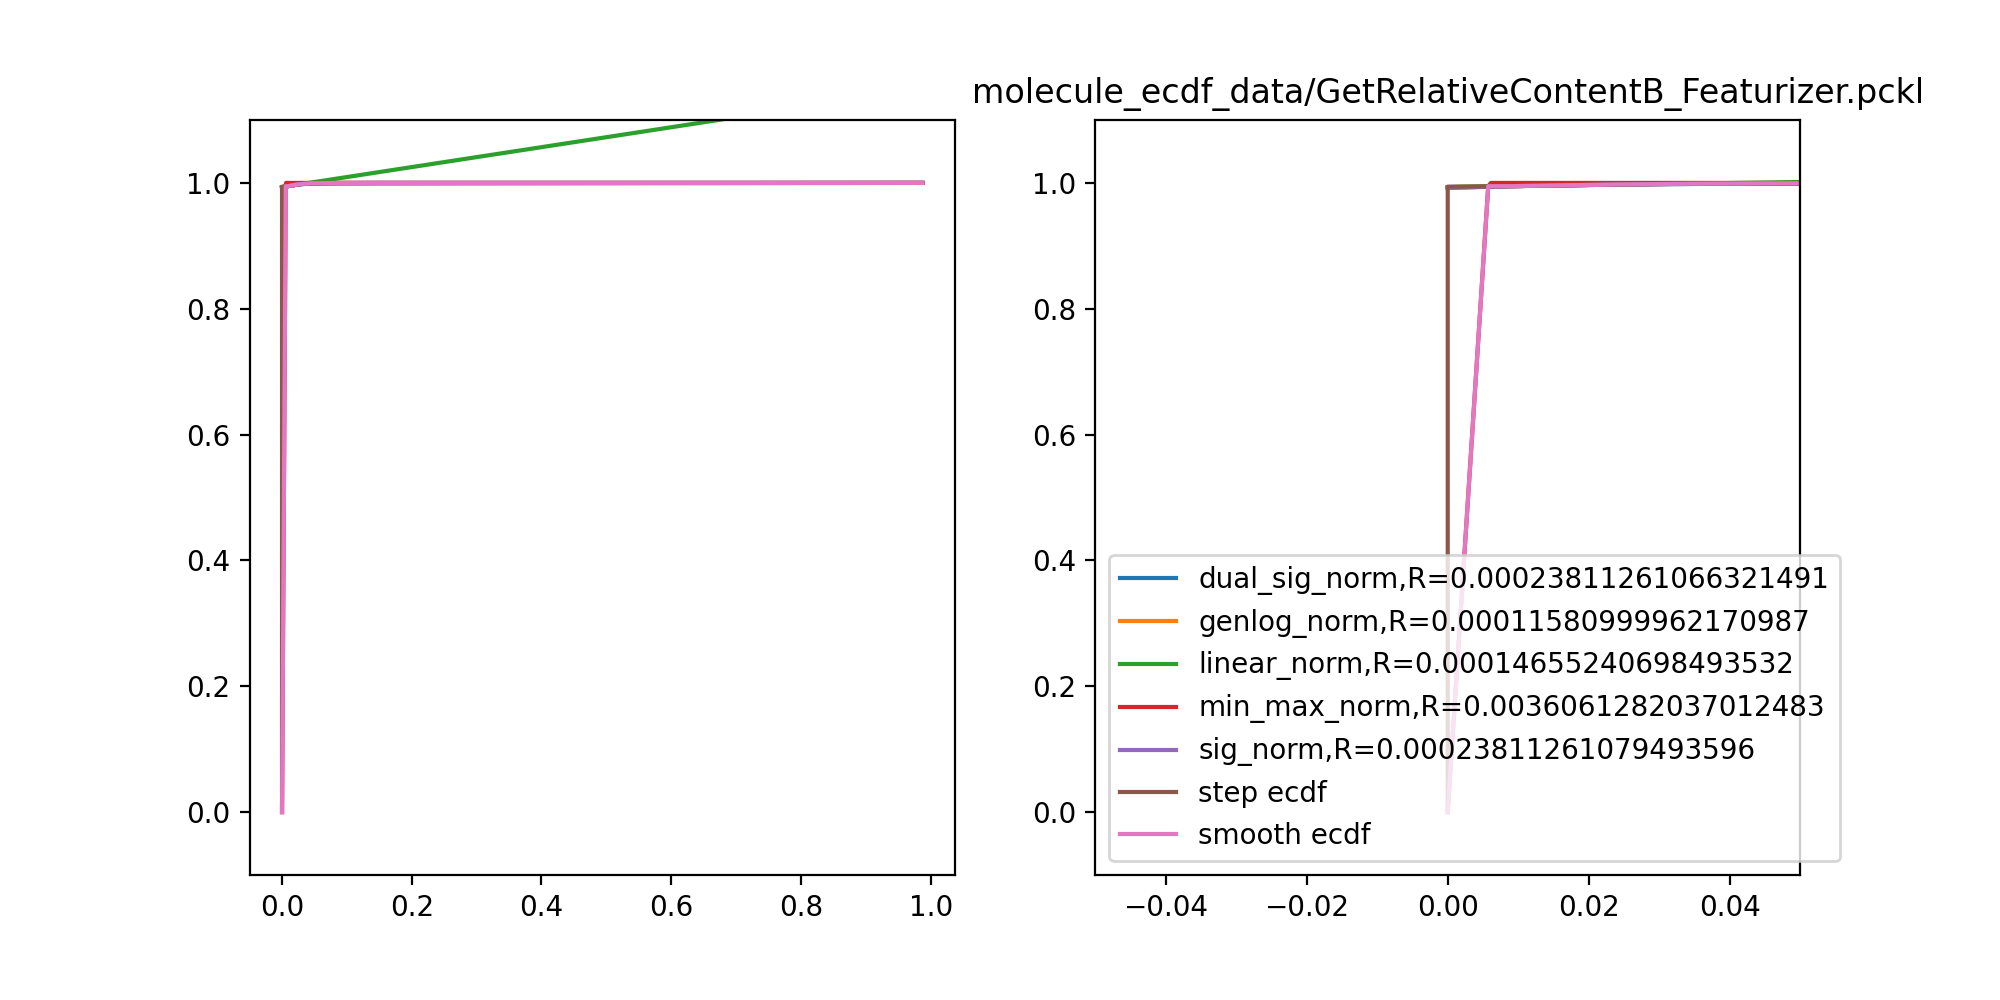 molecule_ecdf_data/GetRelativeContentB_Featurizer.pckl
1.0
0.8
0.6
0.4
0.2
0.0
0.0 0.2 0.4 0.6 0.8 1.0
1.0
0.8
0.6
0.4
0.2
0.0
dual_sig_norm,R=0.00023811261066321491
genlog_norm,R=0.00011580999962170987
linear_norm,R=0.00014655240698493532
min_max_norm,R=0.0036061282037012483
sig_norm,R=0.00023811261079493596
step ecdf
smooth ecdf
−0.04 −0.02 0.00 0.02 0.04